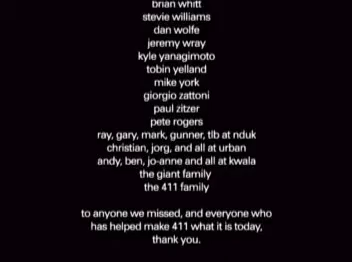 brian whitt
stevie williams
dan wolfe
jeremy wray
kyle yanagimoto
tobin yelland
mike york
giorgio zattoni
paul zitzer
pete rogers
ray, gary, mark, gunner, tlb at nduk
christian, jorg, and all at urban
andy, ben, jo-anne and all at kwala
the giant family
the 411 family
to anyone we missed, and everyone who
has helped make 411 what it is today,
thank you.